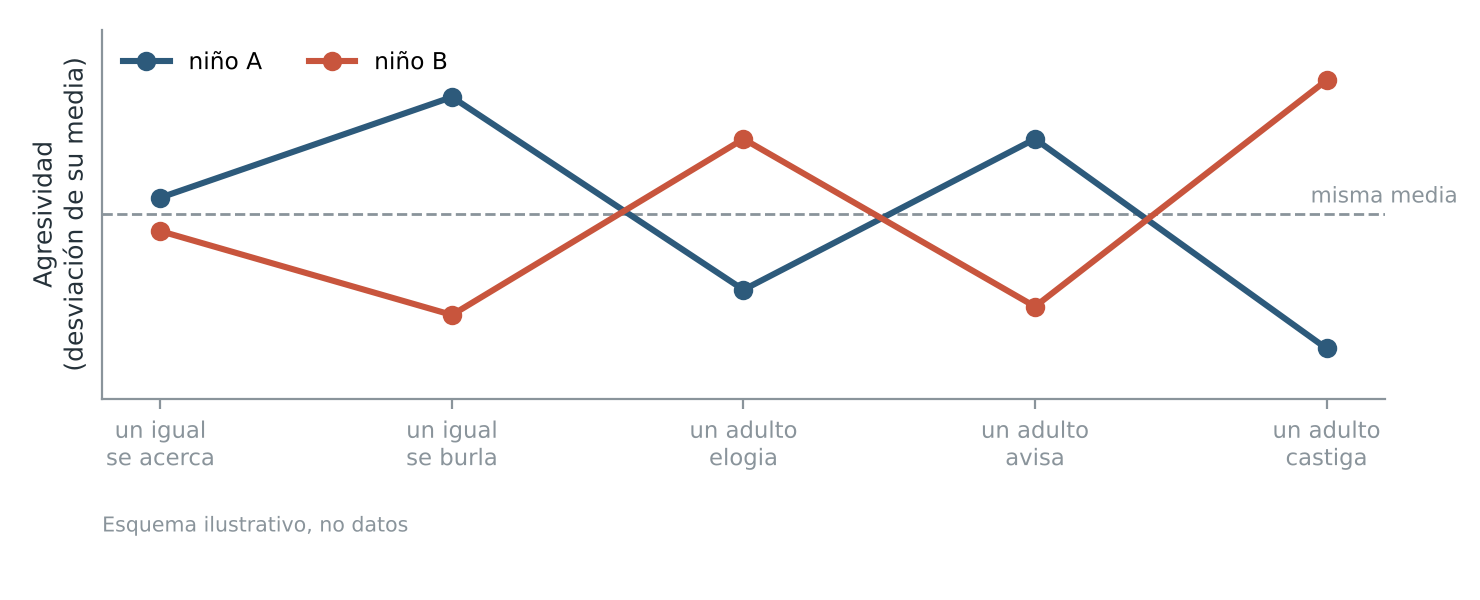 niño A
niño B
Agresividad
(desviación de su media)
misma media
un igual
se acerca
un igual
se burla
un adulto
elogia
un adulto
avisa
un adulto
castiga
Esquema ilustrativo, no datos